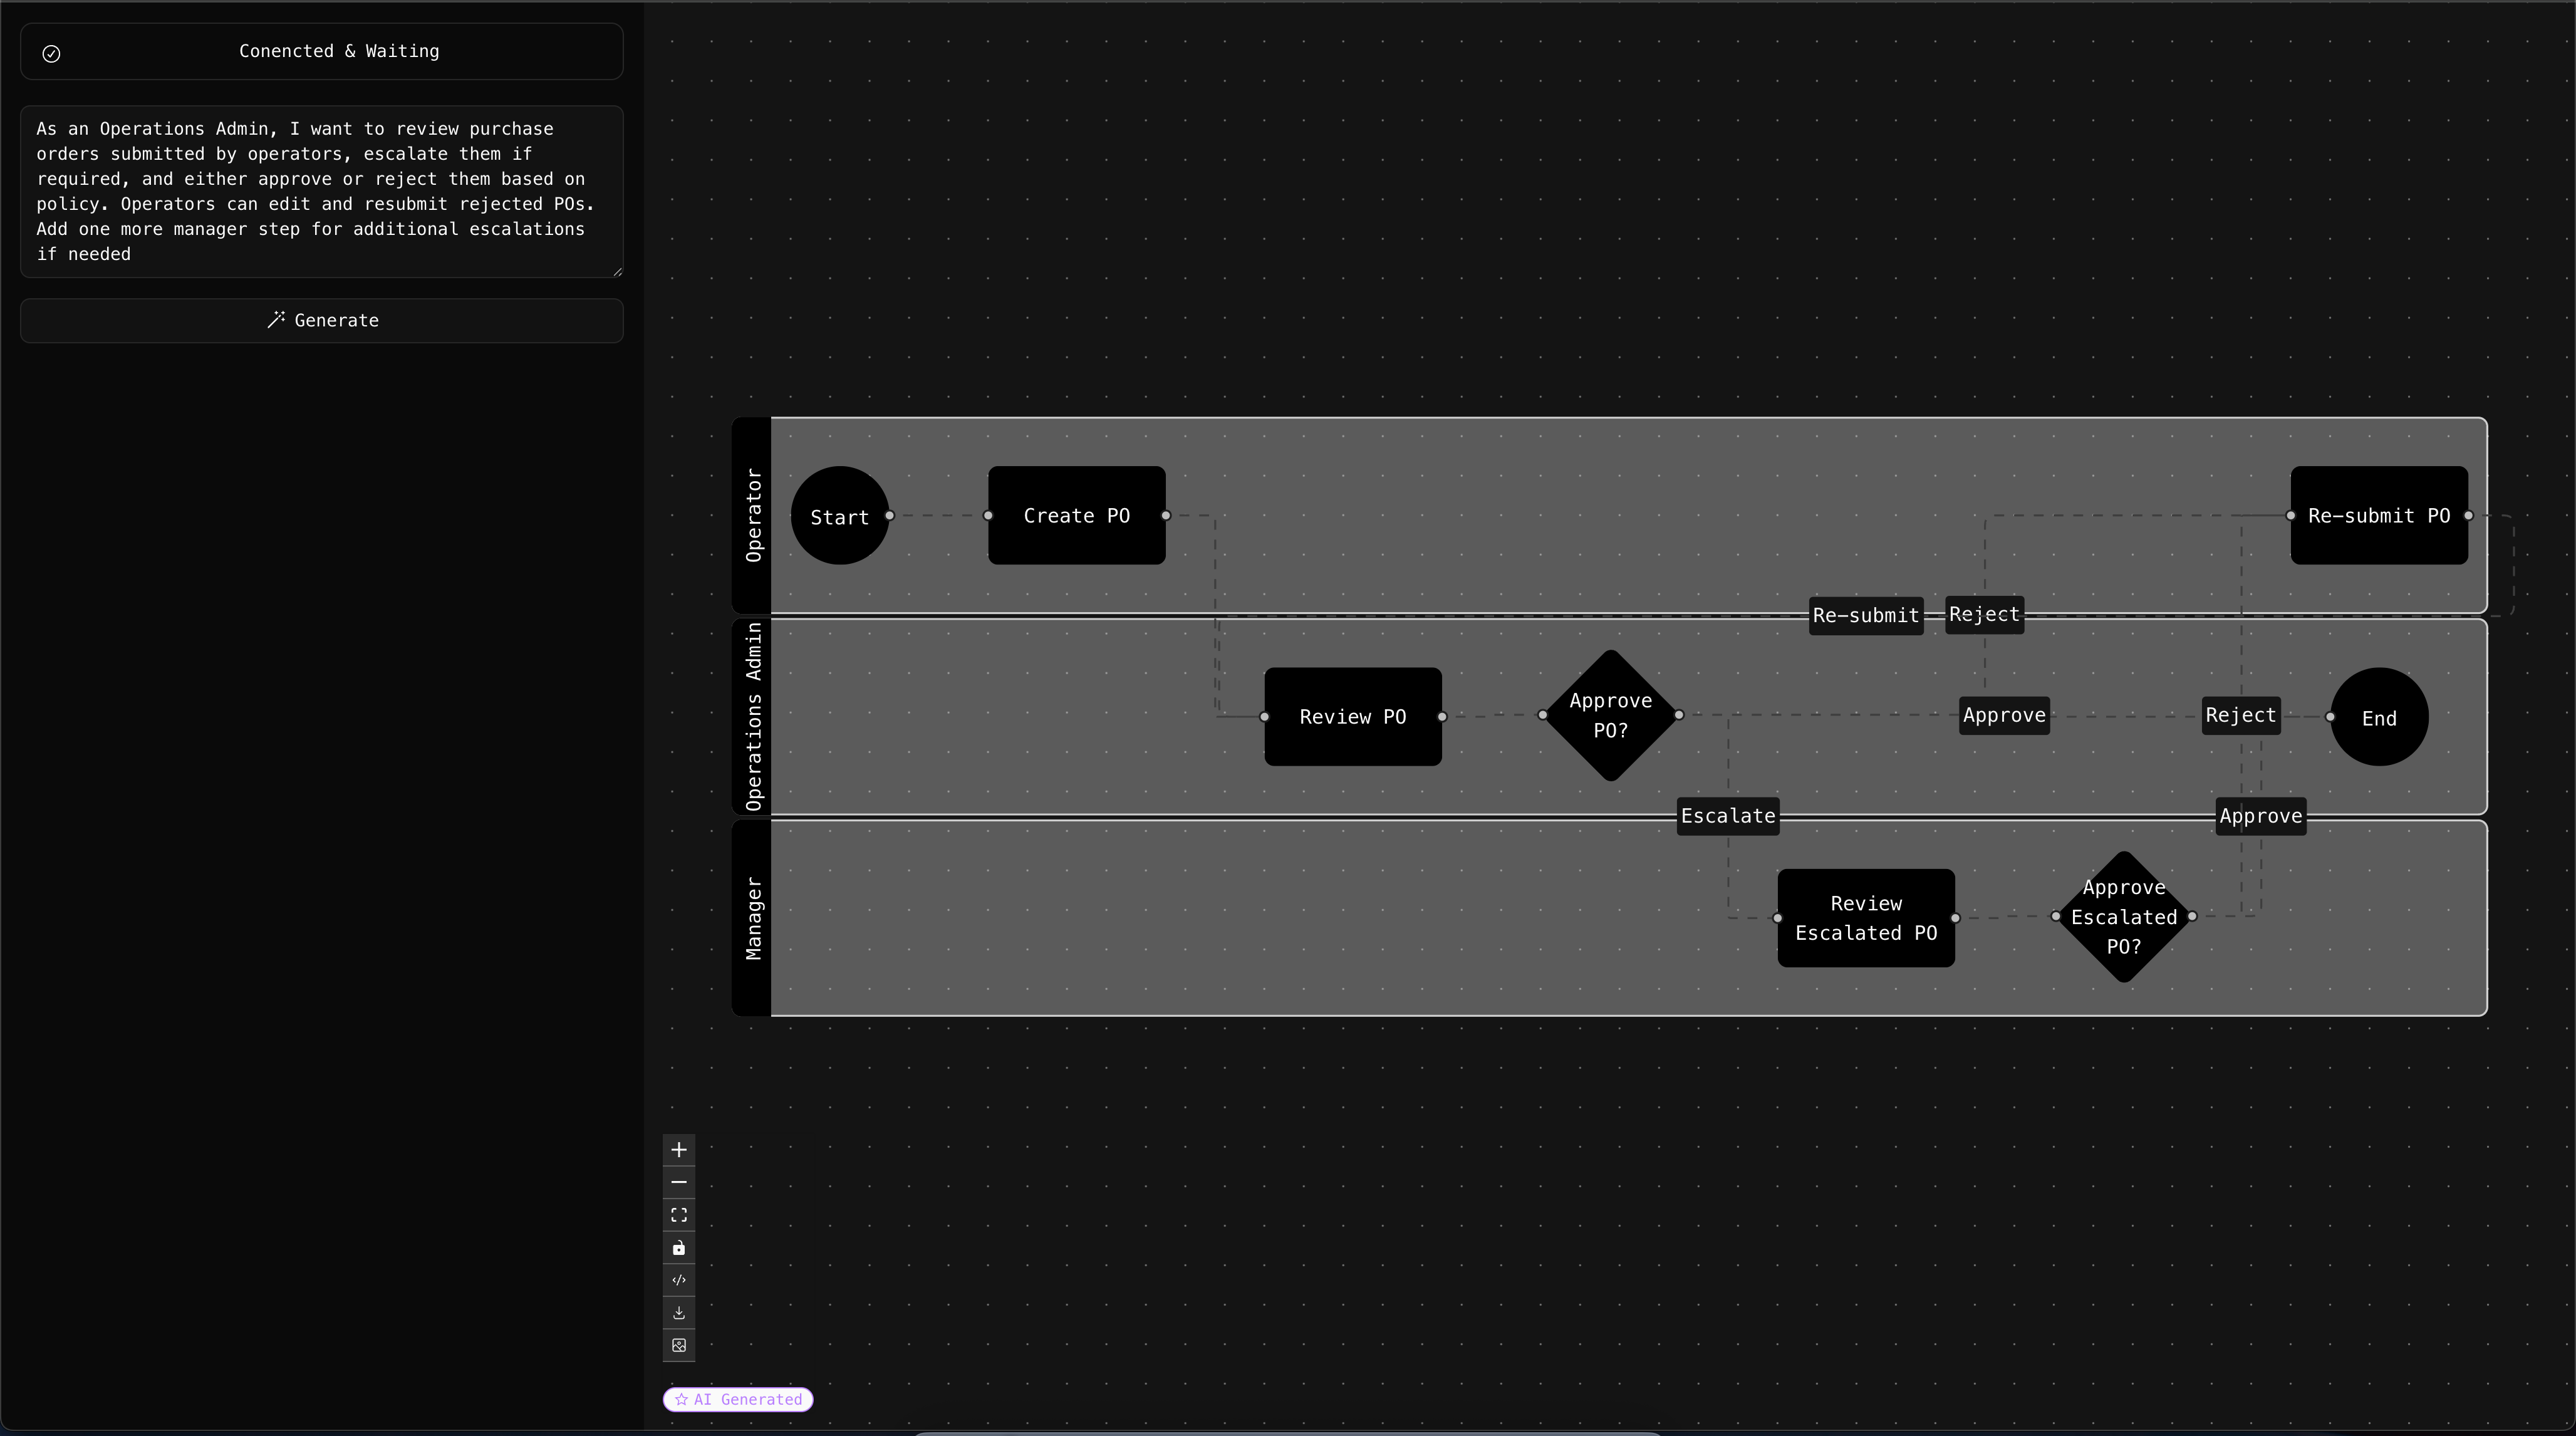 Conencted & Waiting
As an Operations Admin, I want to review purchase
orders submitted by operators, escalate them if
required, and either approve or reject them based on
policy. Operators can edit and resubmit rejected POs.
Add one more manager step for additional escalations
if needed
Generate
Operator
Start
Create PO
Re-submit PO
Re-submit
Reject
Operations Admin
Review PO
Approve
PO?
Approve
Reject
End
Escalate
Approve
Manager
Review
Escalated PO
Approve
Escalated
PO?
AI Generated